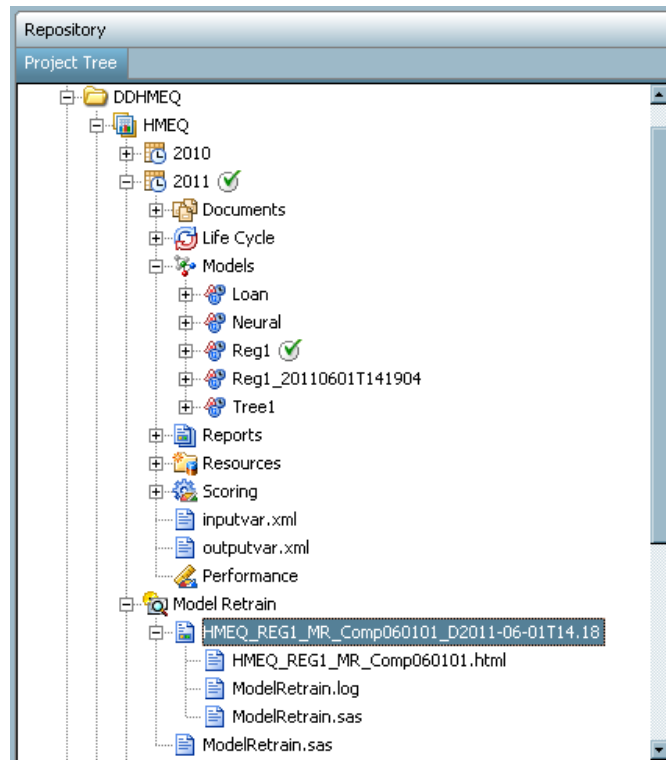 Repository
Project Tree
DDHMEQ
HMEQ
2010
2011
Documents
Life Cycle
Models
Loan
Neural
Reg1
Reg1_20110601T141904
Tree1
Reports
Resources
Scoring
inputvar.xml
outputvar.xml
Performance
Model Retrain
HMEQ_REG1_MR_Comp060101_D2011-06-01T14.18
HMEQ_REG1_MR_Comp060101.html
ModelRetrain.log
ModelRetrain.sas
ModelRetrain.sas